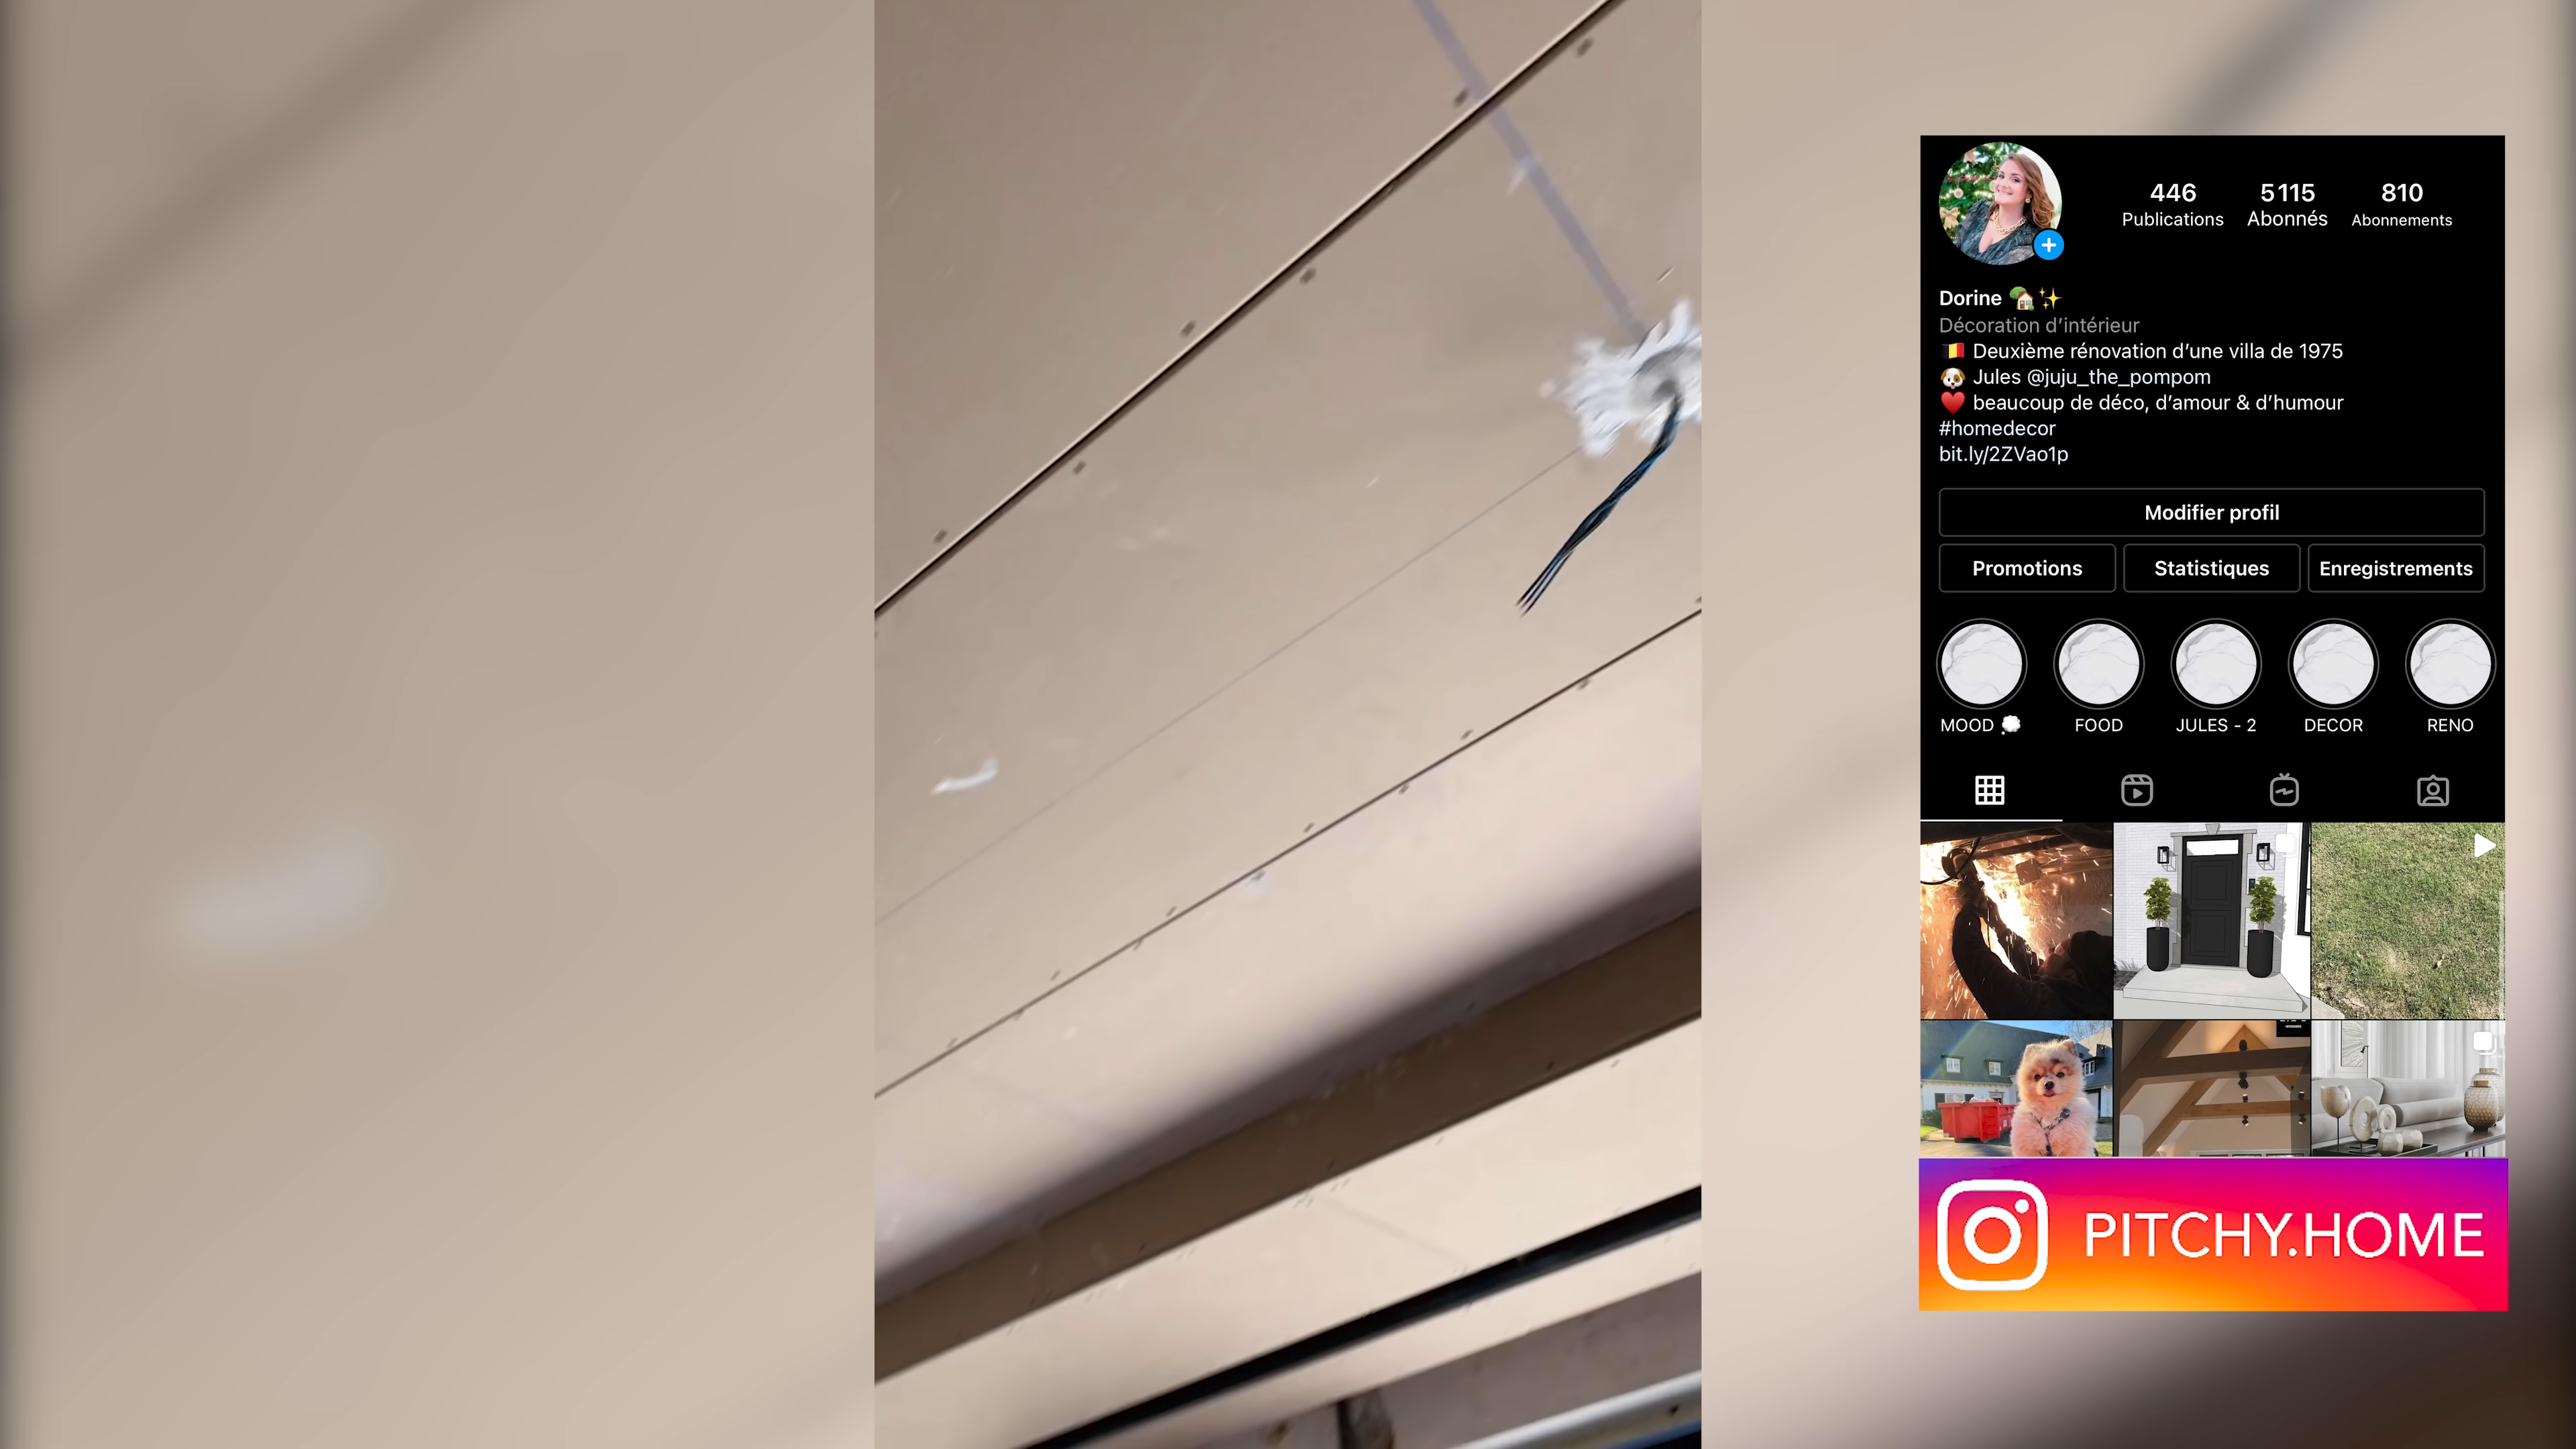 446 5 115 810
Publications Abonnés Abonnements
Dorine 🏡✨
Décoration d’intérieur
🇧🇪 Deuxième rénovation d’une villa de 1975
🐶 Jules @juju_the_pompom
❤️ beaucoup de déco, d’amour & d’humour
#homedecor
bit.ly/2ZVao1p
Modifier profil
Promotions Statistiques Enregistrements
MOOD 💭 FOOD JULES - 2 DECOR RENO
PITCHY.HOME